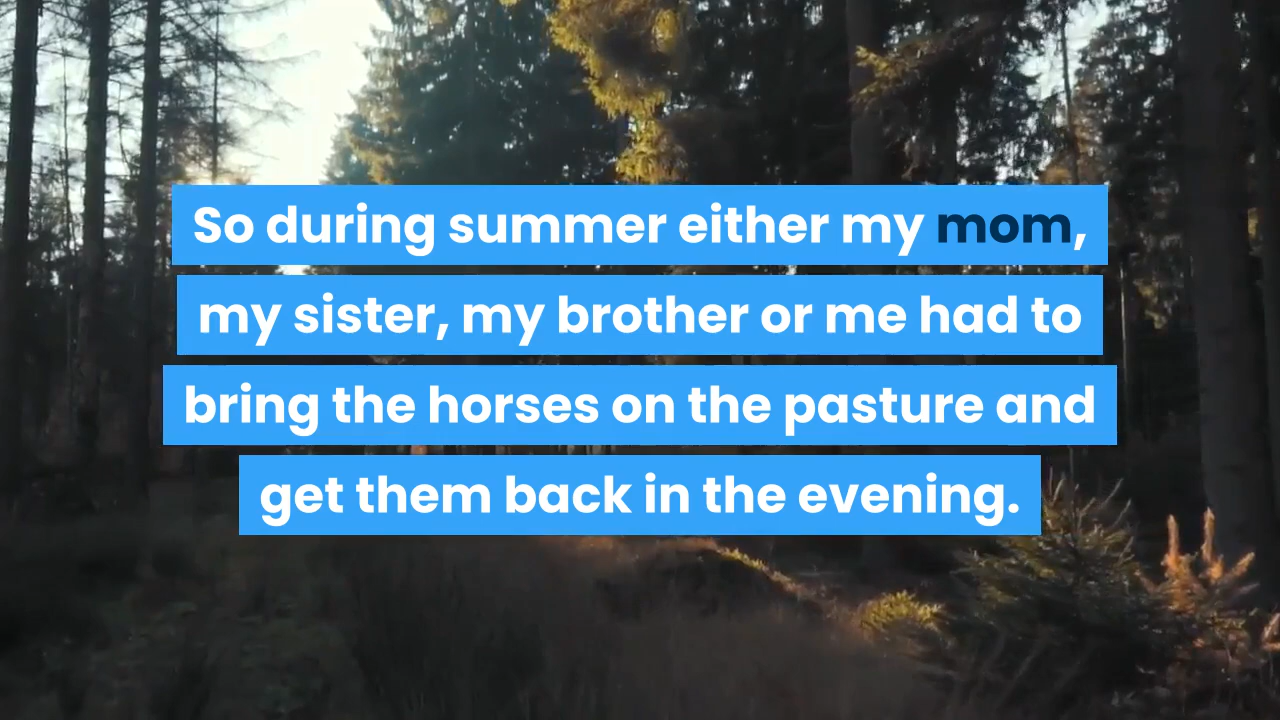 So during summer either my mom,
my sister, my brother or me had to
bring the horses on the pasture and
get them back in the evening.